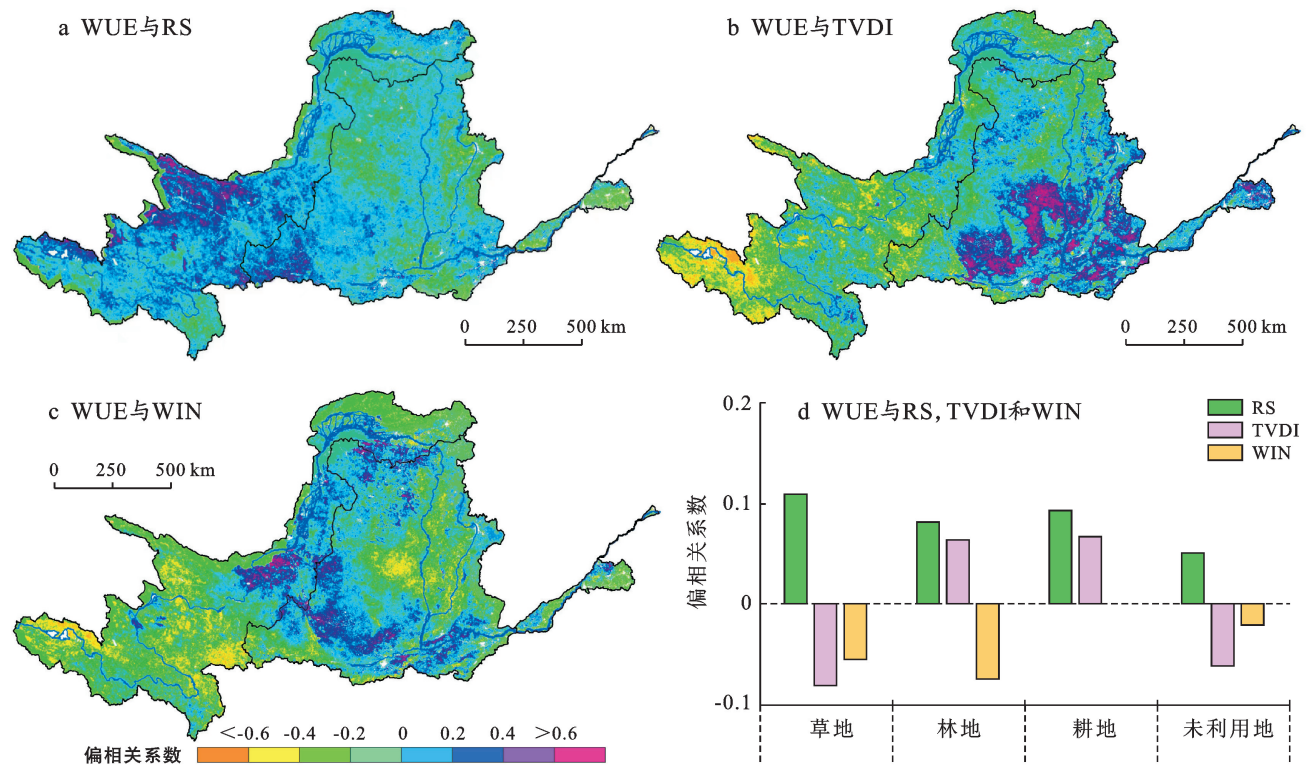 a WUE与RS
0 250 500 km
b WUE与TVDI
0 250 500 km
c WUE与WIN
0 250 500 km
偏相关系数
<-0.6 -0.4 -0.2 0 0.2 0.4 >0.6
d WUE与RS, TVDI和WIN
RS
TVDI
WIN
偏相关系数
0.2
0.1
0
-0.1
草地 林地 耕地 未利用地